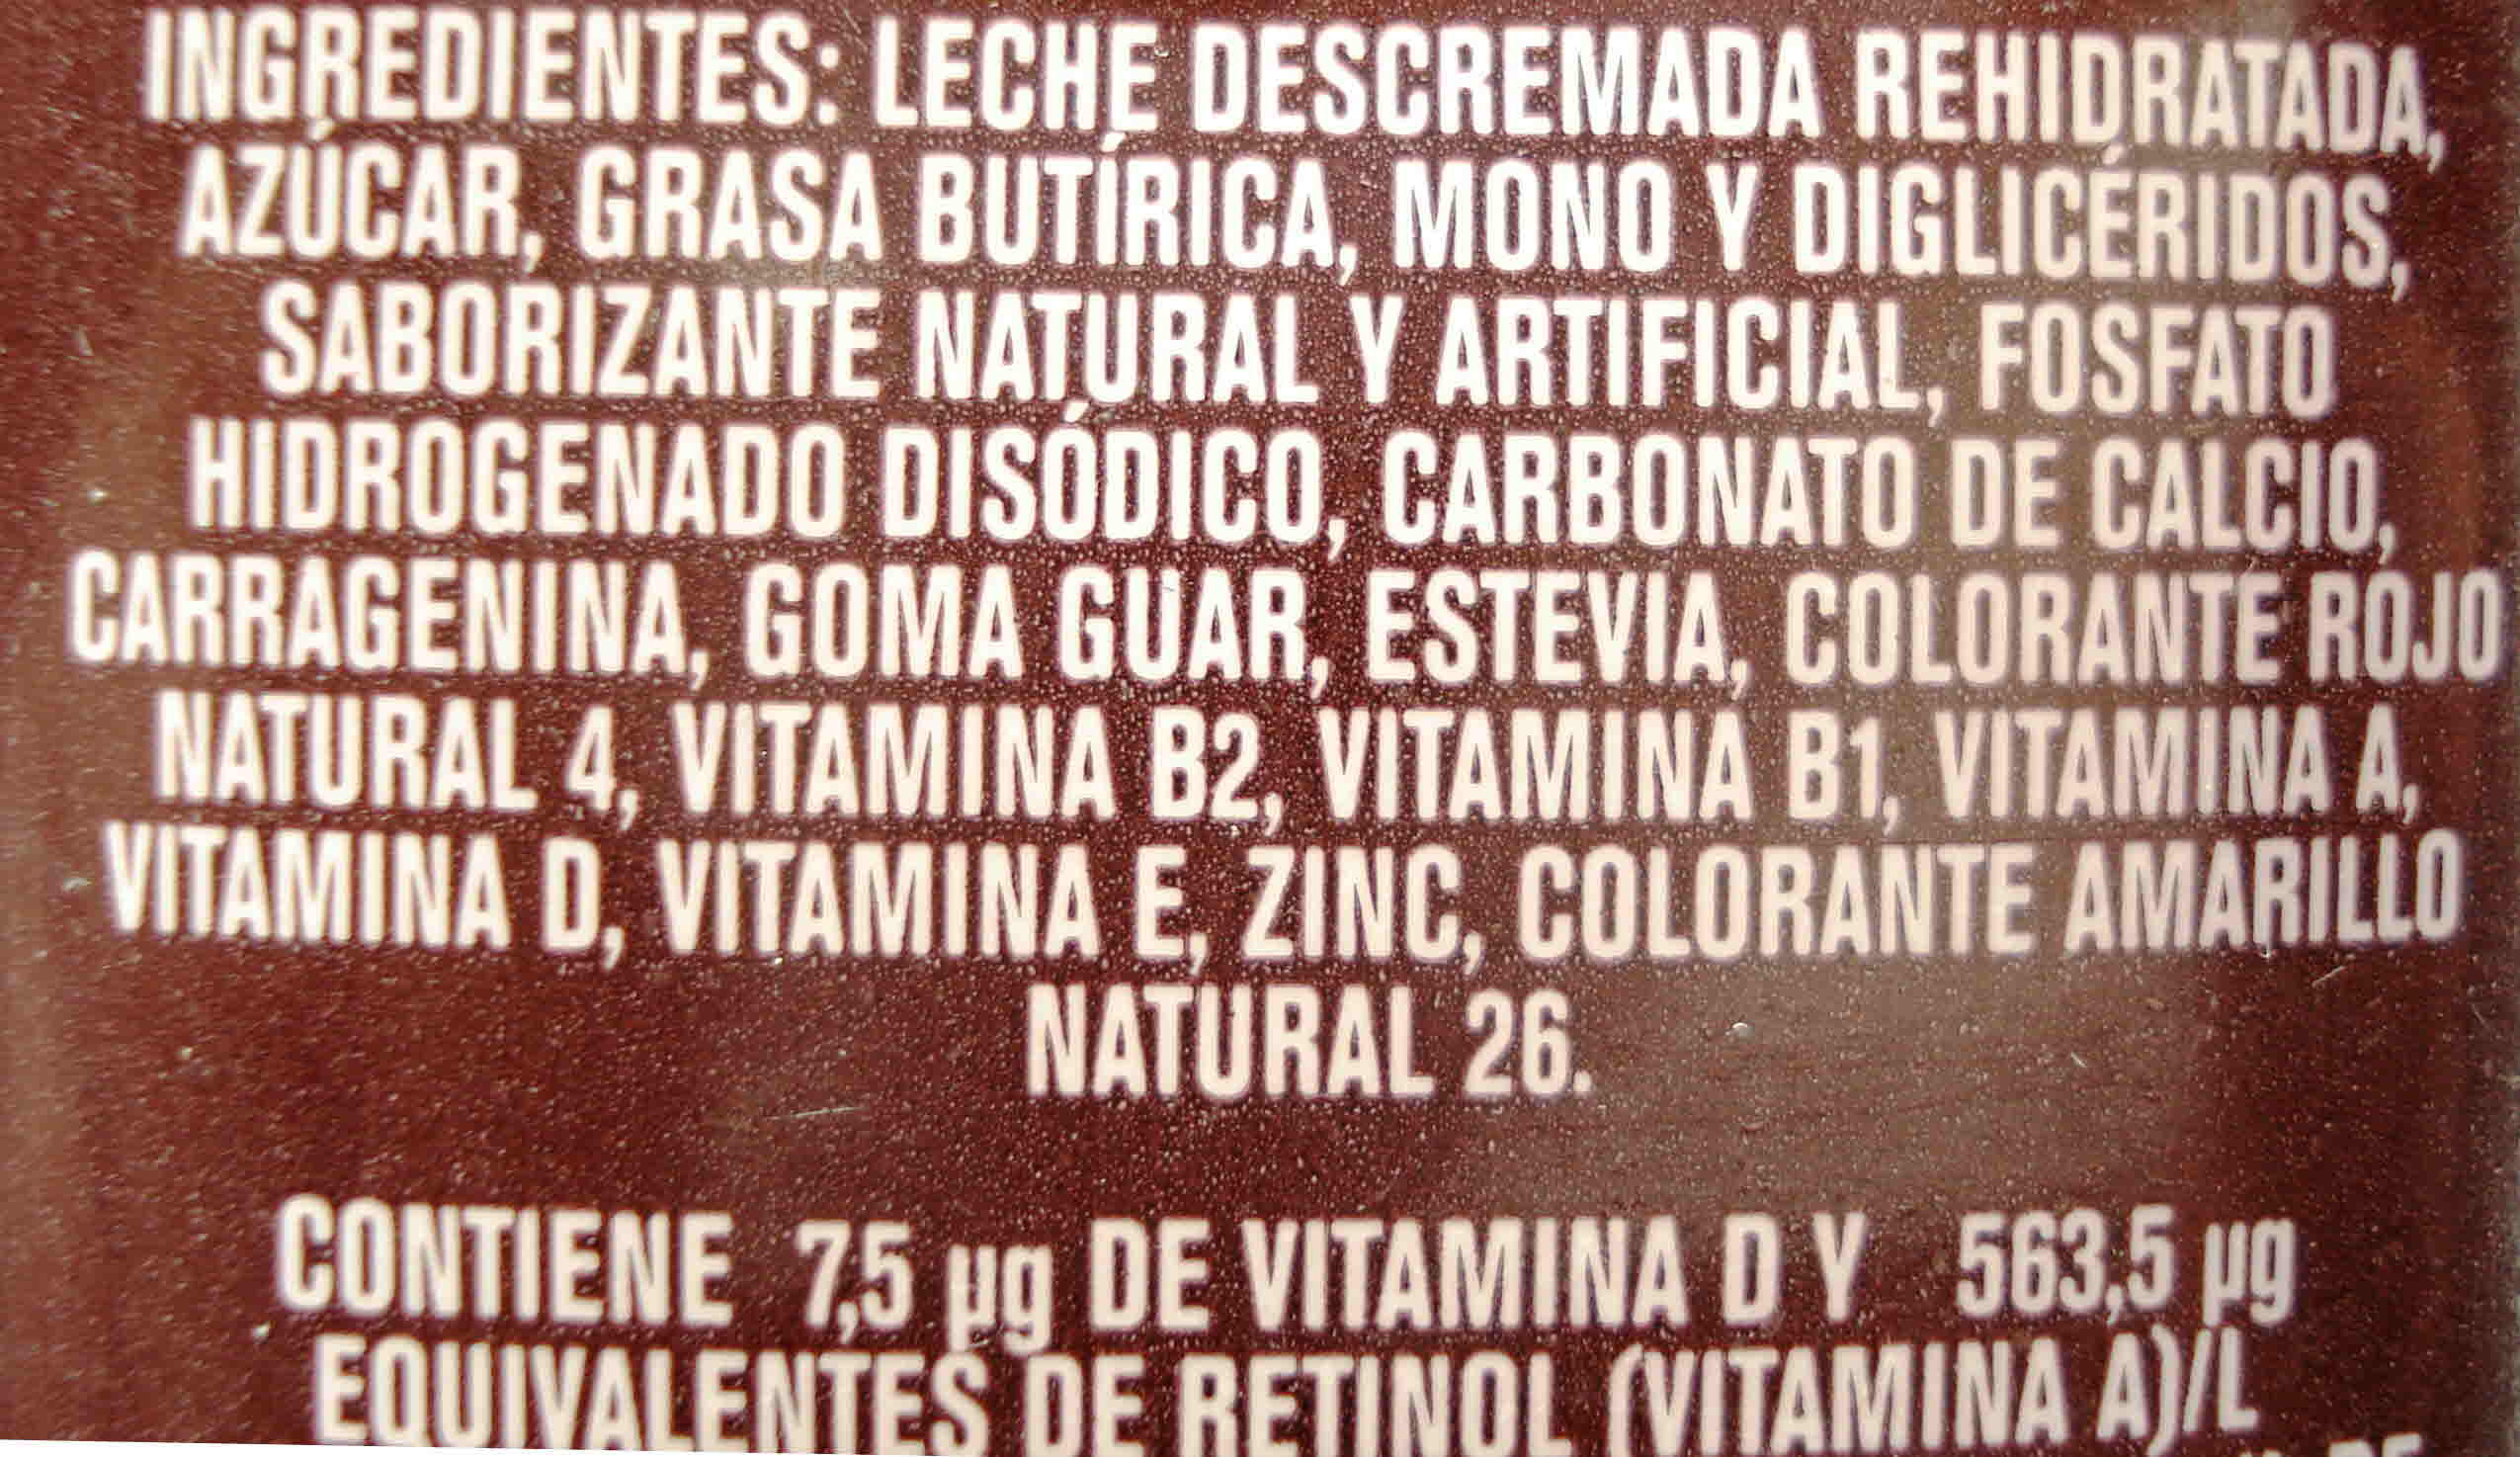 INGREDIENTES: LECHE DESCREMADA REHIDRATADA,
AZÚCAR, GRASA BUTÍRICA, MONO Y DIGLICÉRIDOS,
SABORIZANTE NATURAL Y ARTIFICIAL, FOSFATO
HIDROGENADO DISÓDICO, CARBONATO DE CALCIO,
CARRAGENINA, GOMA GUAR, ESTEVIA, COLORANTE ROJO
NATURAL 4, VITAMINA B2, VITAMINA B1, VITAMINA A,
VITAMINA D, VITAMINA E, ZINC, COLORANTE AMARILLO
NATURAL 26.
CONTIENE 7,5 µg DE VITAMINA D Y 563,5 µg
EQUIVALENTES DE RETINOL (VITAMINA A)/L